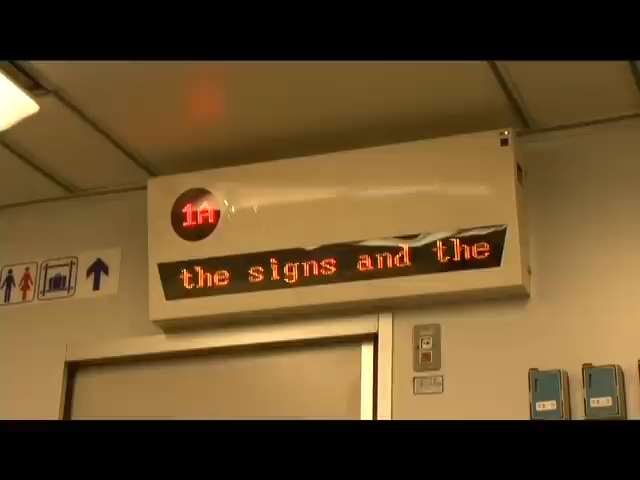 1A
the signs and the